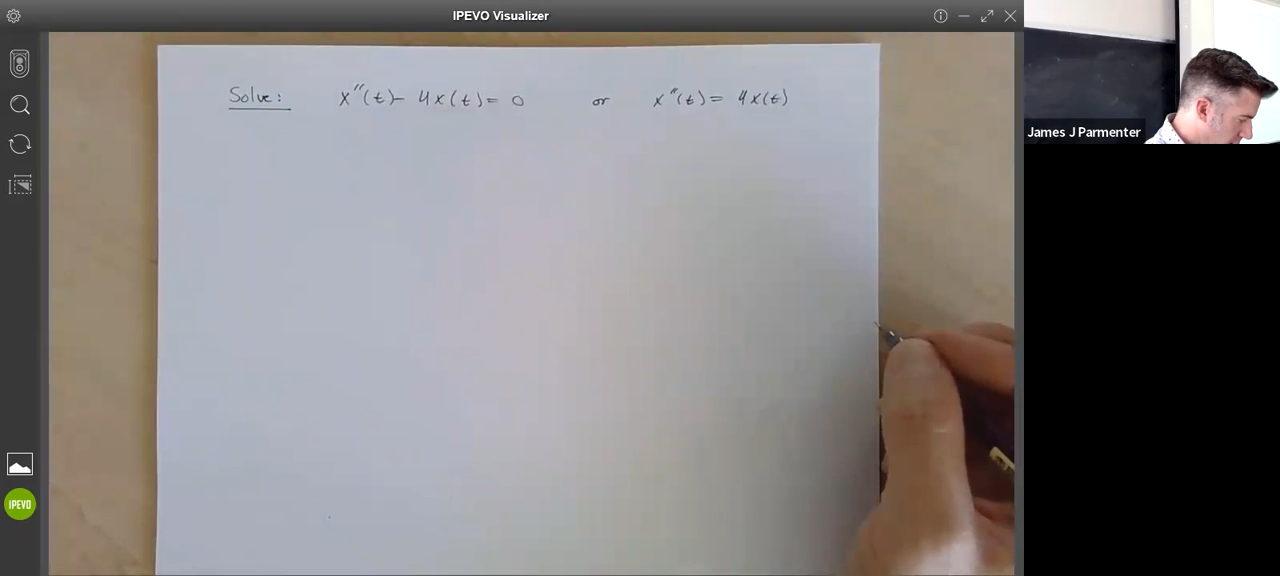 IPEVO Visualizer
Solve: x''(t) - 4x(t) = 0 or x''(t) = 4x(t)
James J Parmenter
IPEVO